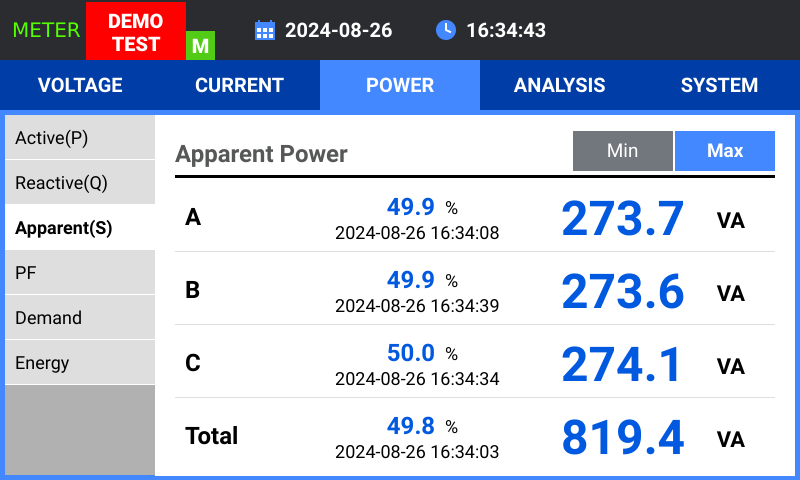 METER
DEMO
TEST
M
2024-08-26
16:34:43
VOLTAGE
CURRENT
POWER
ANALYSIS
SYSTEM
Active(P)
Reactive(Q)
Apparent(S)
PF
Demand
Energy
Apparent Power
Min
Max
A
49.9 %
2024-08-26 16:34:08
273.7 VA
B
49.9 %
2024-08-26 16:34:39
273.6 VA
C
50.0 %
2024-08-26 16:34:34
274.1 VA
Total
49.8 %
2024-08-26 16:34:03
819.4 VA